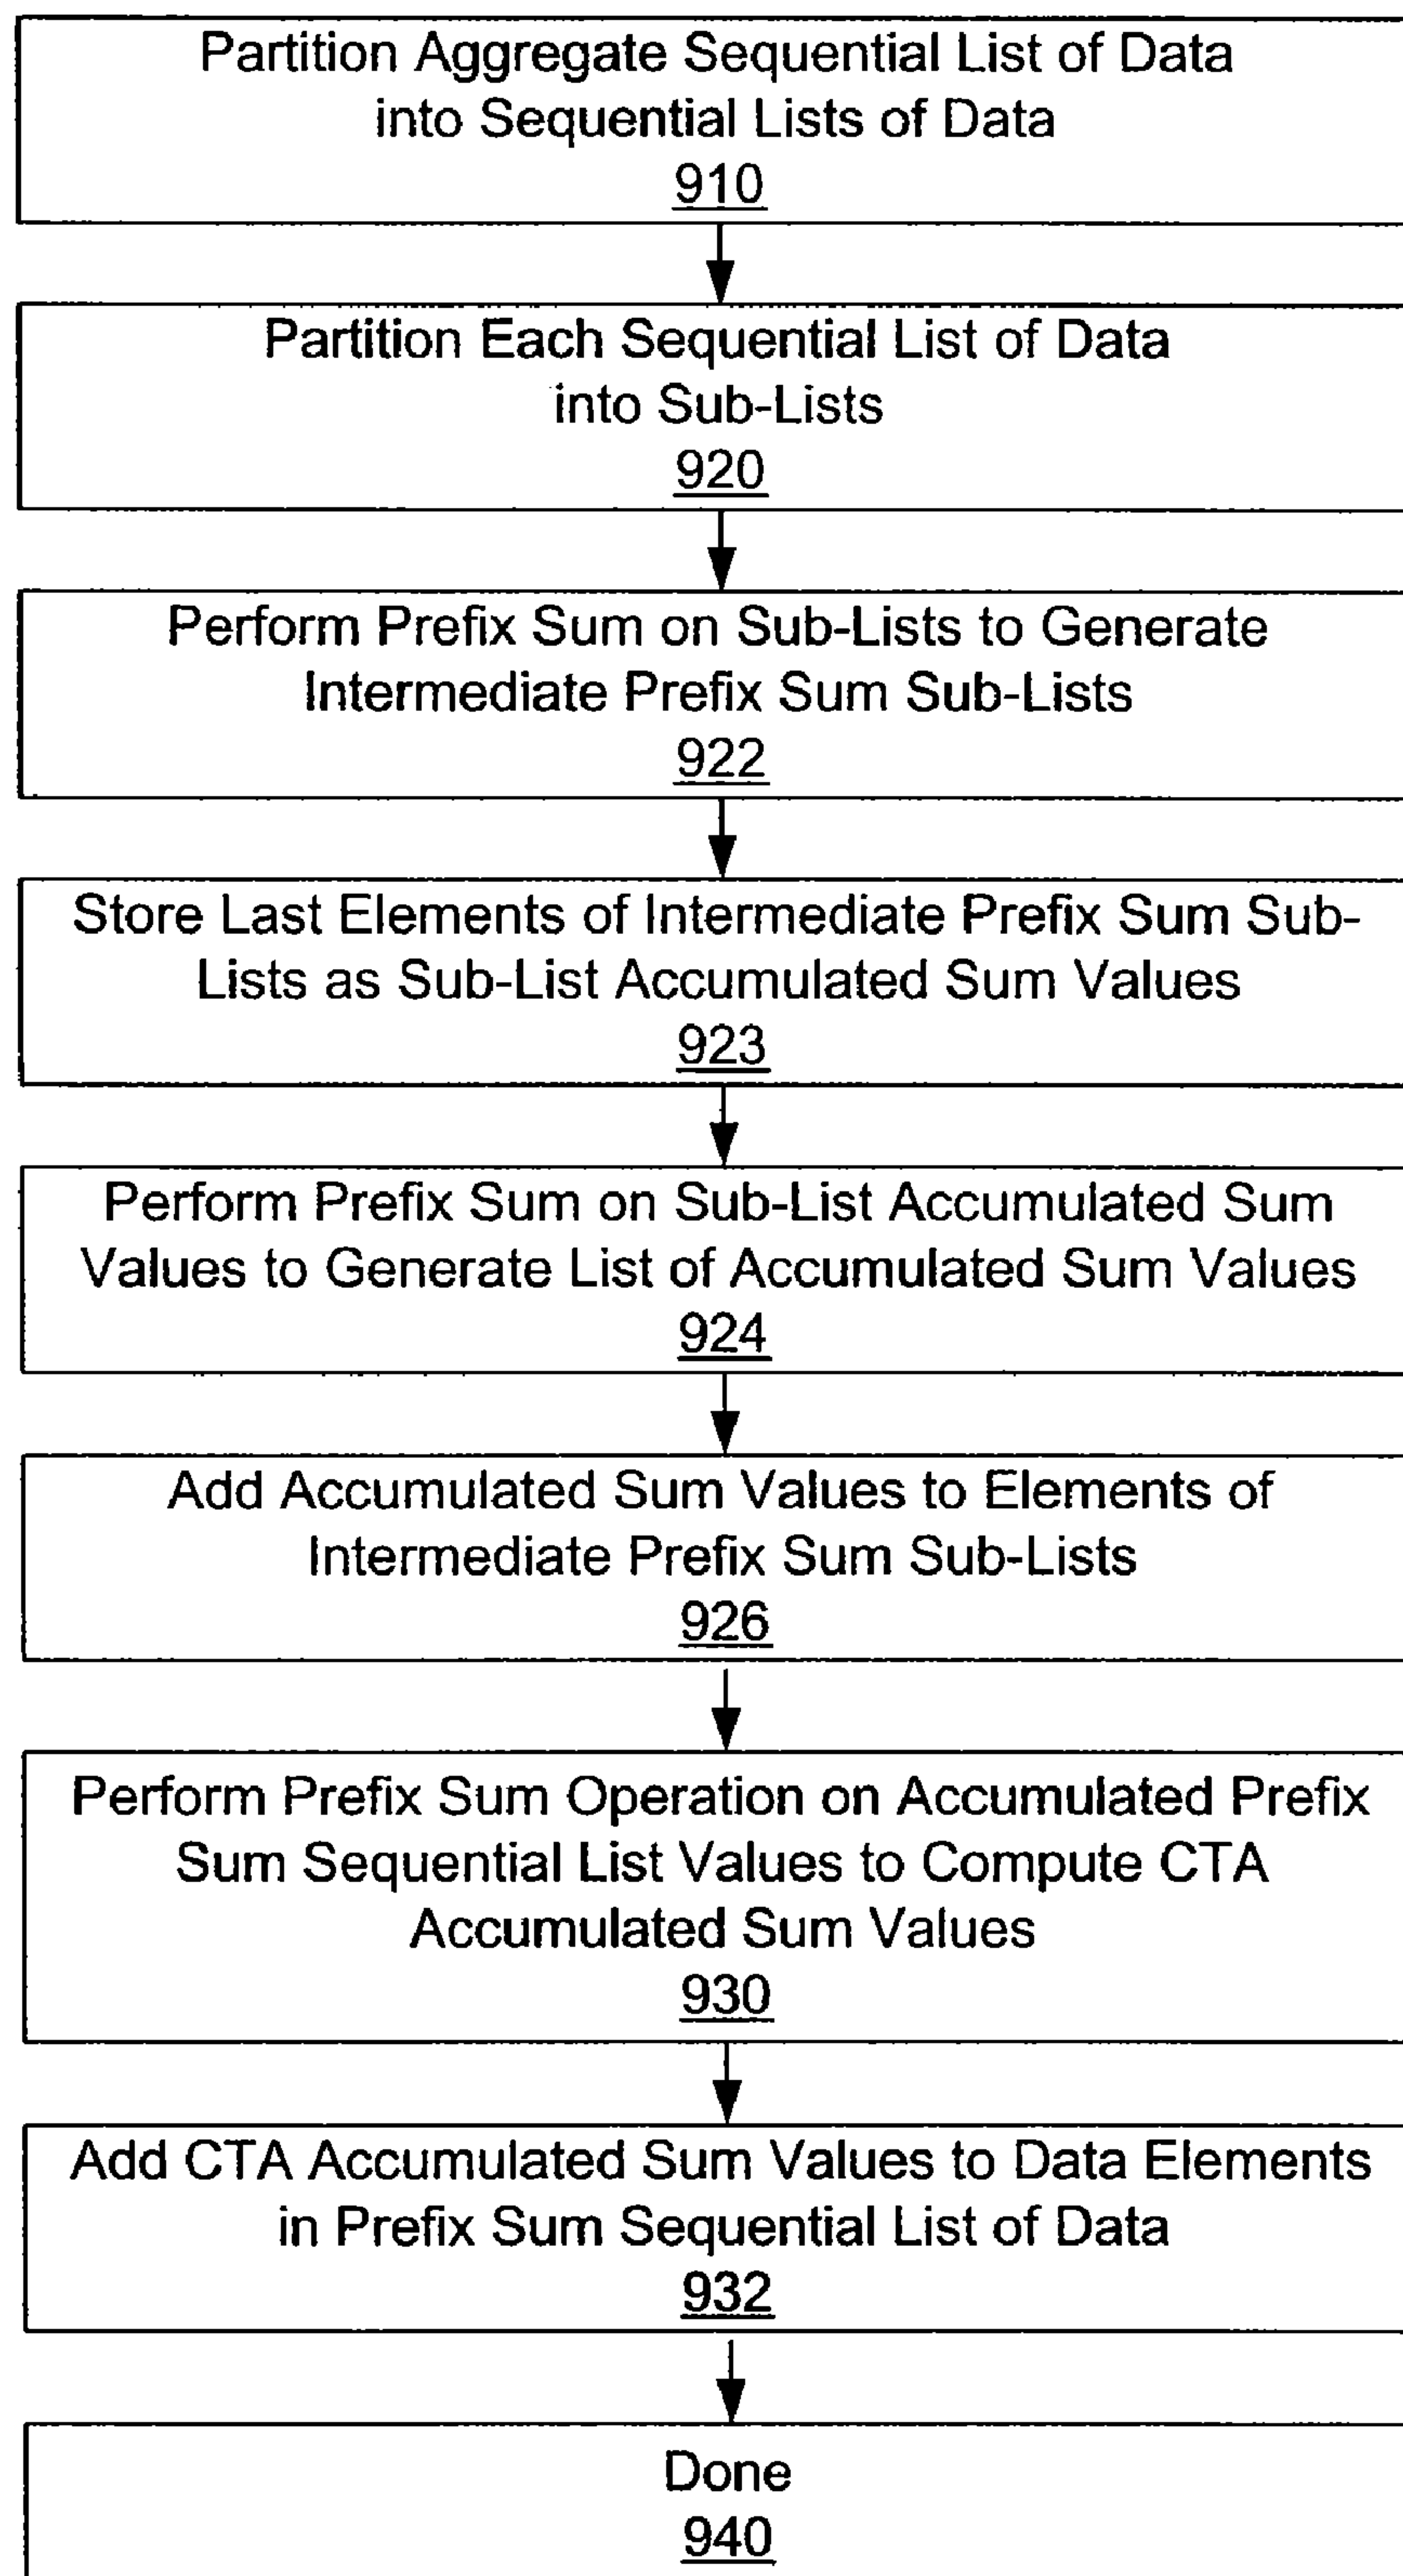 Partition Aggregate Sequential List of Data
into Sequential Lists of Data
910
Partition Each Sequential List of Data
into Sub-Lists
920
Perform Prefix Sum on Sub-Lists to Generate
Intermediate Prefix Sum Sub-Lists
922
Store Last Elements of Intermediate Prefix Sum Sub-
Lists as Sub-List Accumulated Sum Values
923
Perform Prefix Sum on Sub-List Accumulated Sum
Values to Generate List of Accumulated Sum Values
924
Add Accumulated Sum Values to Elements of
Intermediate Prefix Sum Sub-Lists
926
Perform Prefix Sum Operation on Accumulated Prefix
Sum Sequential List Values to Compute CTA
Accumulated Sum Values
930
Add CTA Accumulated Sum Values to Data Elements
in Prefix Sum Sequential List of Data
932
Done
940